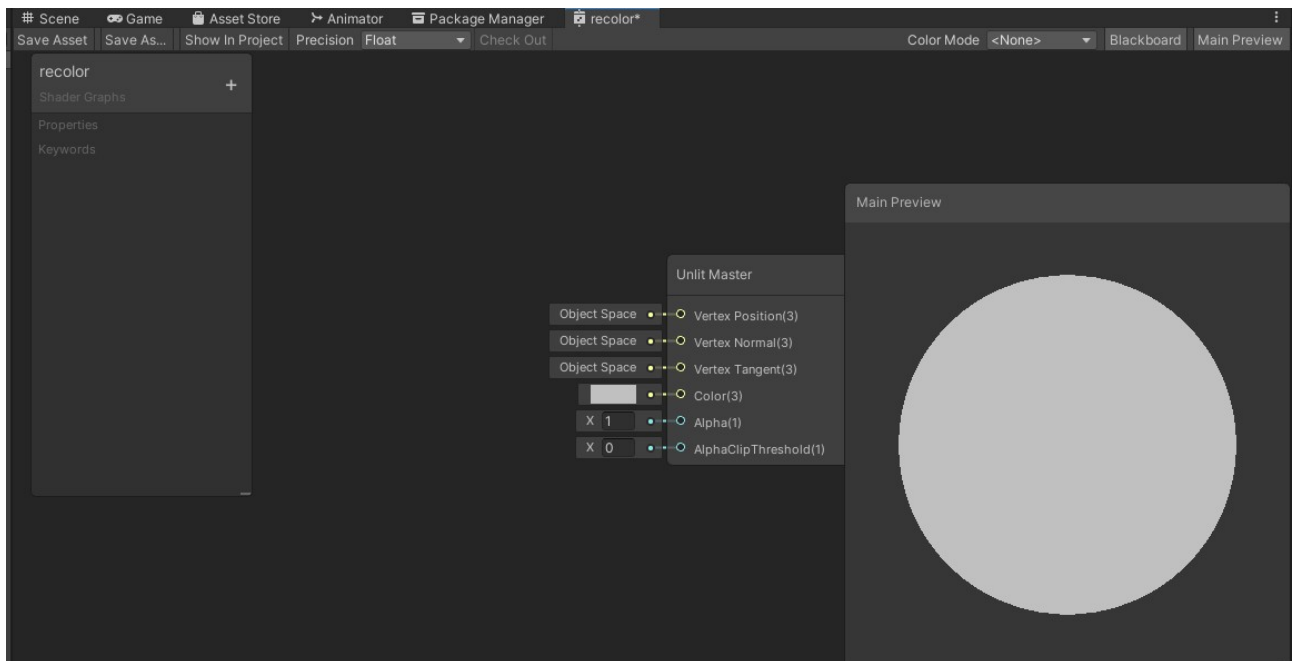 Scene Game Asset Store Animator Package Manager recolor*
Save Asset Save As... Show In Project Precision Float Check Out Color Mode <None> Blackboard Main Preview
recolor
+
Shader Graphs
Properties
Keywords
Main Preview
Unlit Master
Object Space Vertex Position(3)
Object Space Vertex Normal(3)
Object Space Vertex Tangent(3)
Color(3)
X 1 Alpha(1)
X 0 AlphaClipThreshold(1)